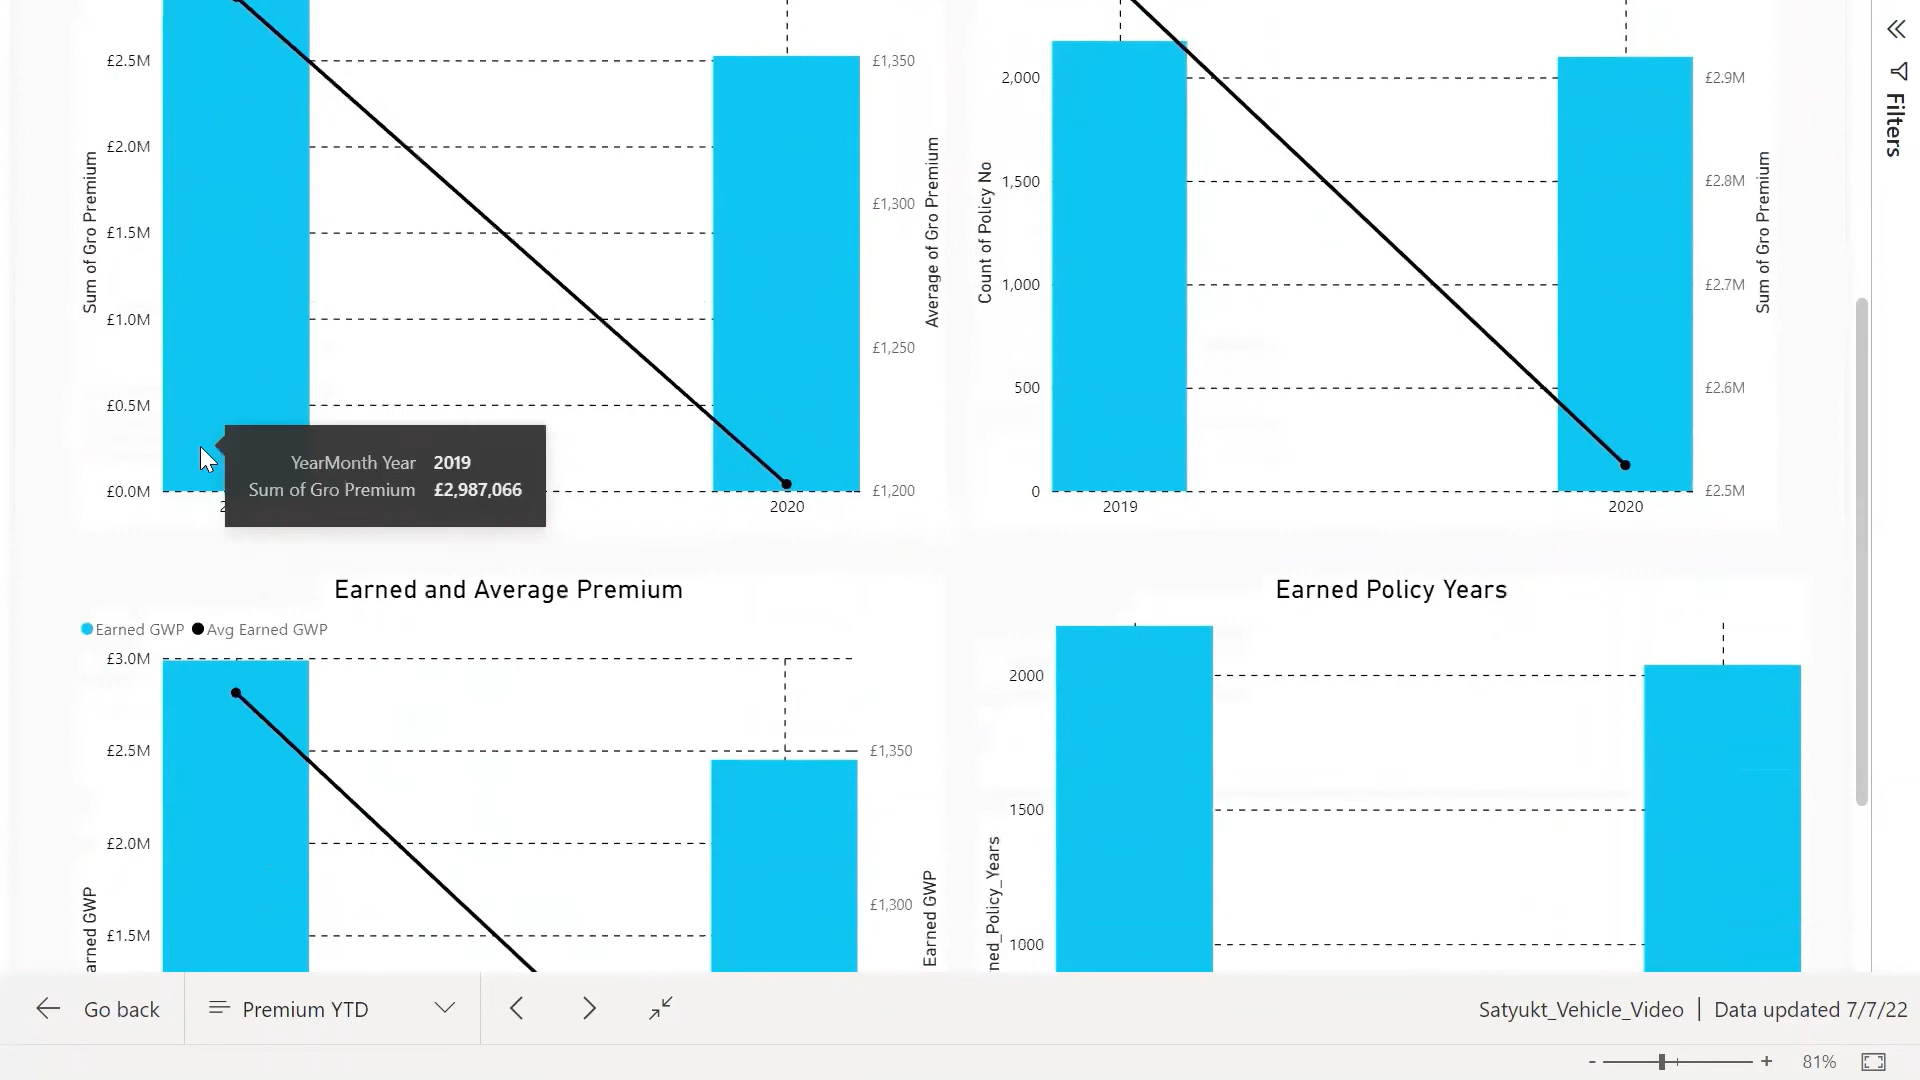 £2.5M
£2.0M
£1.5M
£1.0M
£0.5M
£0.0M
Sum of Gro Premium
£1,350
£1,300
£1,250
£1,200
Average of Gro Premium
2020
YearMonth Year 2019
Sum of Gro Premium £2,987,066
2,000
1,500
1,000
500
0
Count of Policy No
£2.9M
£2.8M
£2.7M
£2.6M
£2.5M
Sum of Gro Premium
2019 2020
Filters
Earned and Average Premium
Earned GWP Avg Earned GWP
£3.0M
£2.5M
£2.0M
£1.5M
arned GWP
£1,350
£1,300
Earned GWP
Earned Policy Years
2000
1500
1000
ned_Policy_Years
Go back
Premium YTD
Satyukt_Vehicle_Video | Data updated 7/7/22
- + 81%